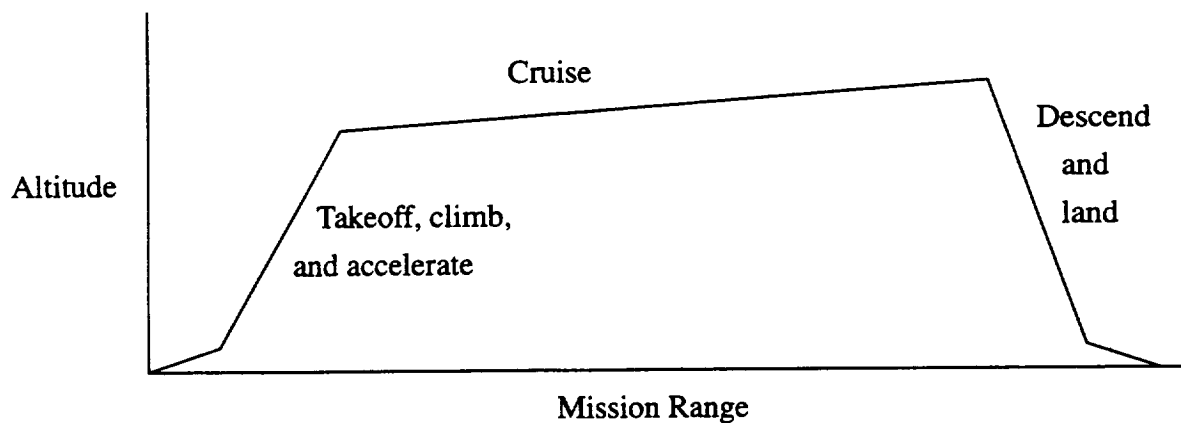 Cruise
Descend
and
land
Altitude
Takeoff, climb,
and accelerate
Mission Range